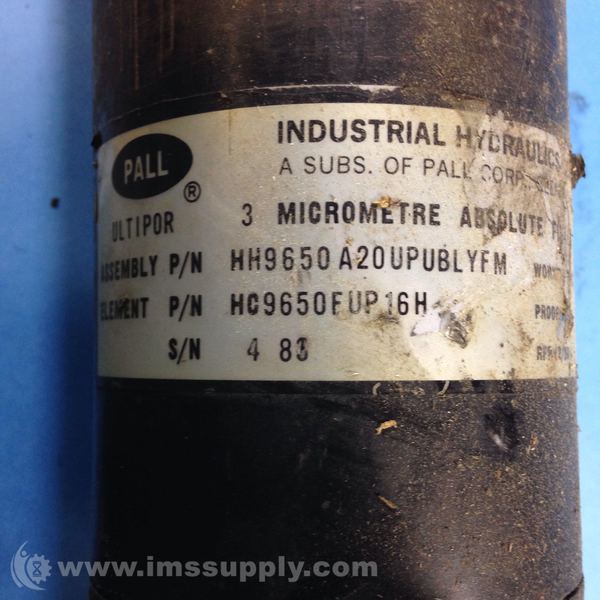 PALL ®
INDUSTRIAL HYDRAULICS
A SUBS. OF PALL CORP.
ULTIPOR 3 MICROMETRE ABSOLUTE
ASSEMBLY P/N HH9650A20UPUBLYFM
ELEMENT P/N HC9650FUP16H
S/N 4 83
www.imssupply.com